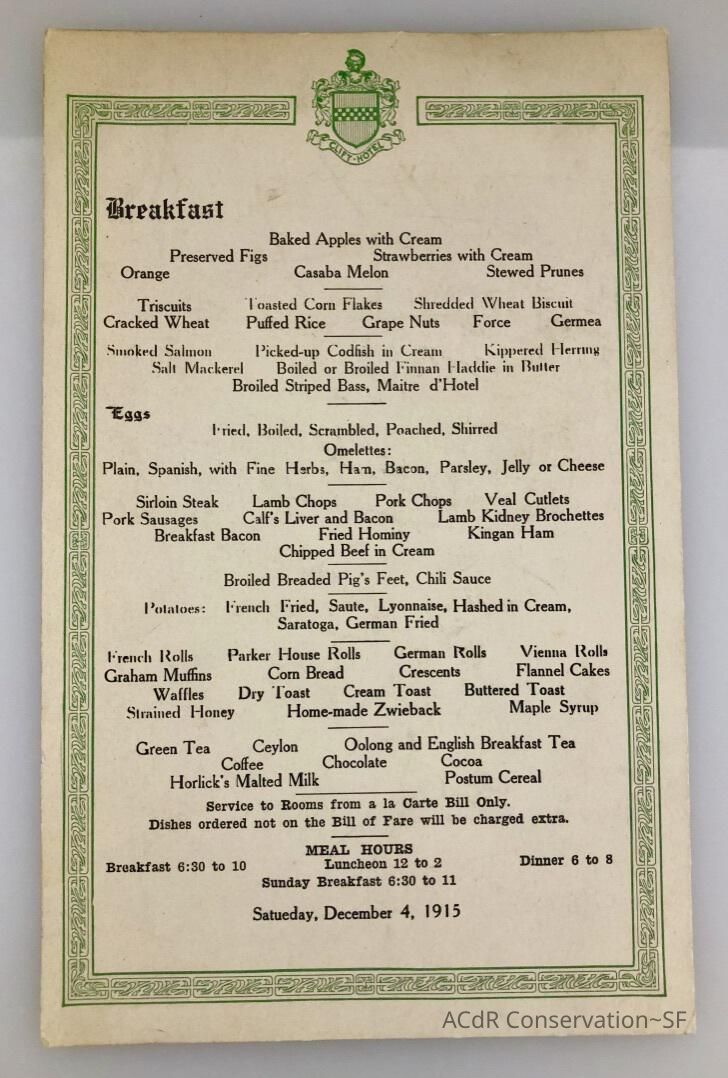 CLIFT-HOTEL
Breakfast
Baked Apples with Cream
Preserved Figs Strawberries with Cream
Orange Casaba Melon Stewed Prunes
Triscuits Toasted Corn Flakes Shredded Wheat Biscuit
Cracked Wheat Puffed Rice Grape Nuts Force Germea
Smoked Salmon Picked-up Codfish in Cream Kippered Herring
Salt Mackerel Boiled or Broiled Finnan Haddie in Butter
Broiled Striped Bass, Maitre d'Hotel
Eggs
Fried, Boiled, Scrambled, Poached, Shirred
Omelettes:
Plain, Spanish, with Fine Herbs, Ham, Bacon, Parsley, Jelly or Cheese
Sirloin Steak Lamb Chops Pork Chops Veal Cutlets
Pork Sausages Calf's Liver and Bacon Lamb Kidney Brochettes
Breakfast Bacon Fried Hominy Kingan Ham
Chipped Beef in Cream
Broiled Breaded Pig's Feet, Chili Sauce
Potatoes: French Fried, Saute, Lyonnaise, Hashed in Cream,
Saratoga, German Fried
French Rolls Parker House Rolls German Rolls Vienna Rolls
Graham Muffins Corn Bread Crescents Flannel Cakes
Waffles Dry Toast Cream Toast Buttered Toast
Strained Honey Home-made Zwieback Maple Syrup
Green Tea Ceylon Oolong and English Breakfast Tea
Coffee Chocolate Cocoa
Horlick's Malted Milk Postum Cereal
Service to Rooms from a la Carte Bill Only.
Dishes ordered not on the Bill of Fare will be charged extra.
MEAL HOURS
Breakfast 6:30 to 10 Luncheon 12 to 2 Dinner 6 to 8
Sunday Breakfast 6:30 to 11
Satueday, December 4, 1915
ACdR Conservation~SF